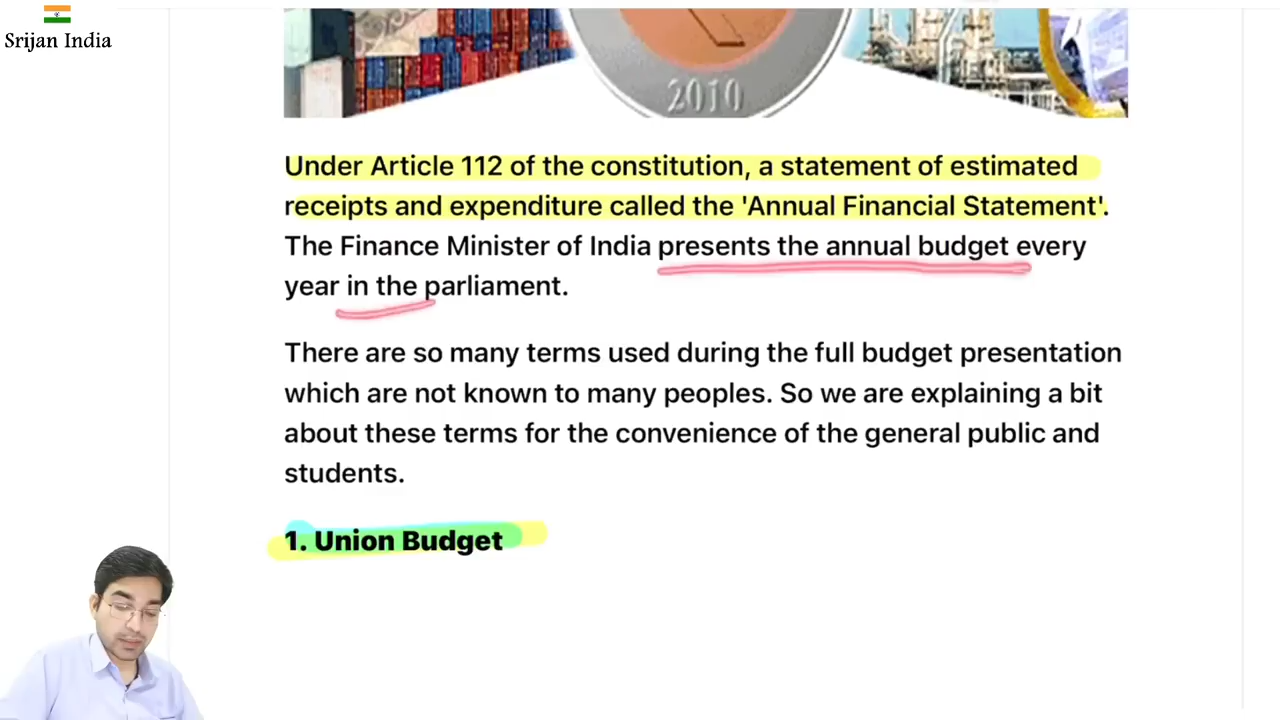 Srijan India
2010
Under Article 112 of the constitution, a statement of estimated
receipts and expenditure called the 'Annual Financial Statement'.
The Finance Minister of India presents the annual budget every
year in the parliament.
There are so many terms used during the full budget presentation
which are not known to many peoples. So we are explaining a bit
about these terms for the convenience of the general public and
students.
1. Union Budget